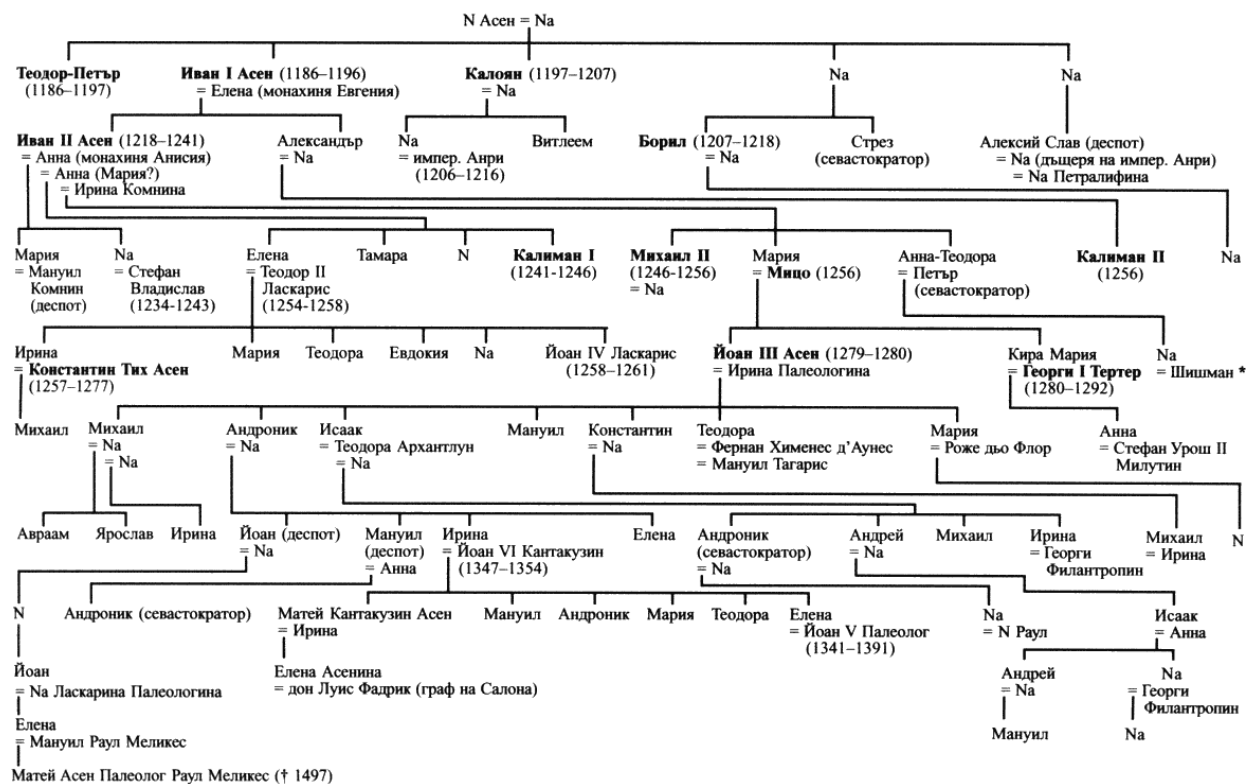 N Асен = Na
Теодор-Петър
(1186–1197)
Иван I Асен (1186–1196)
= Елена (монахиня Евгения)
Калоян (1197–1207)
= Na
Na
Na
Иван II Асен (1218–1241)
= Анна (монахиня Анисия)
= Анна (Мария?)
= Ирина Комнина
Александър
= Na
Na
= импер. Анри
(1206–1216)
Витлеем
Борил (1207–1218)
= Na
Стрез
(севастократор)
Алексий Слав (деспот)
= Na (дъщеря на импер. Анри)
= Na Петралифина
Мария
= Мануил
Комнин
(деспот)
Na
= Стефан
Владислав
(1234-1243)
Елена
= Теодор II
Ласкарис
(1254-1258)
Тамара
N
Калиман I
(1241-1246)
Михаил II
(1246-1256)
= Na
Мария
= Мицо (1256)
Анна-Теодора
= Петър
(севастократор)
Калиман II
(1256)
Na
Ирина
= Константин Тих Асен
(1257–1277)
Мария
Теодора
Евдокия
Na
Йоан IV Ласкарис
(1258–1261)
Йоан III Асен (1279–1280)
= Ирина Палеологина
Кира Мария
= Георги I Тертер
(1280–1292)
Na
= Шишман *
Михаил
Михаил
= Na
= Na
Андроник
= Na
Исаак
= Теодора Архантлун
= Na
Мануил
Константин
= Na
Теодора
= Фернан Хименес д’Аунес
= Мануил Тагарис
Мария
= Роже дьо Флор
Анна
= Стефан Урош II
Милутин
Авраам
Ярослав
Ирина
Йоан (деспот)
= Na
Мануил
(деспот)
= Анна
Ирина
= Йоан VI Кантакузин
(1347–1354)
Елена
Андроник
(севастократор)
= Na
Андрей
= Na
Михаил
Ирина
= Георги
Филантропин
Михаил
= Ирина
N
N
Андроник (севастократор)
Матей Кантакузин Асен
= Ирина
Мануил
Андроник
Мария
Теодора
Елена
= Йоан V Палеолог
(1341–1391)
Na
= N Раул
Исаак
= Анна
Йоан
= Na Ласкарина Палеологина
Елена Асенина
= дон Луис Фадрик (граф на Салона)
Андрей
= Na
Na
= Георги
Филантропин
Елена
= Мануил Раул Меликес
Мануил
Na
Матей Асен Палеолог Раул Меликес († 1497)